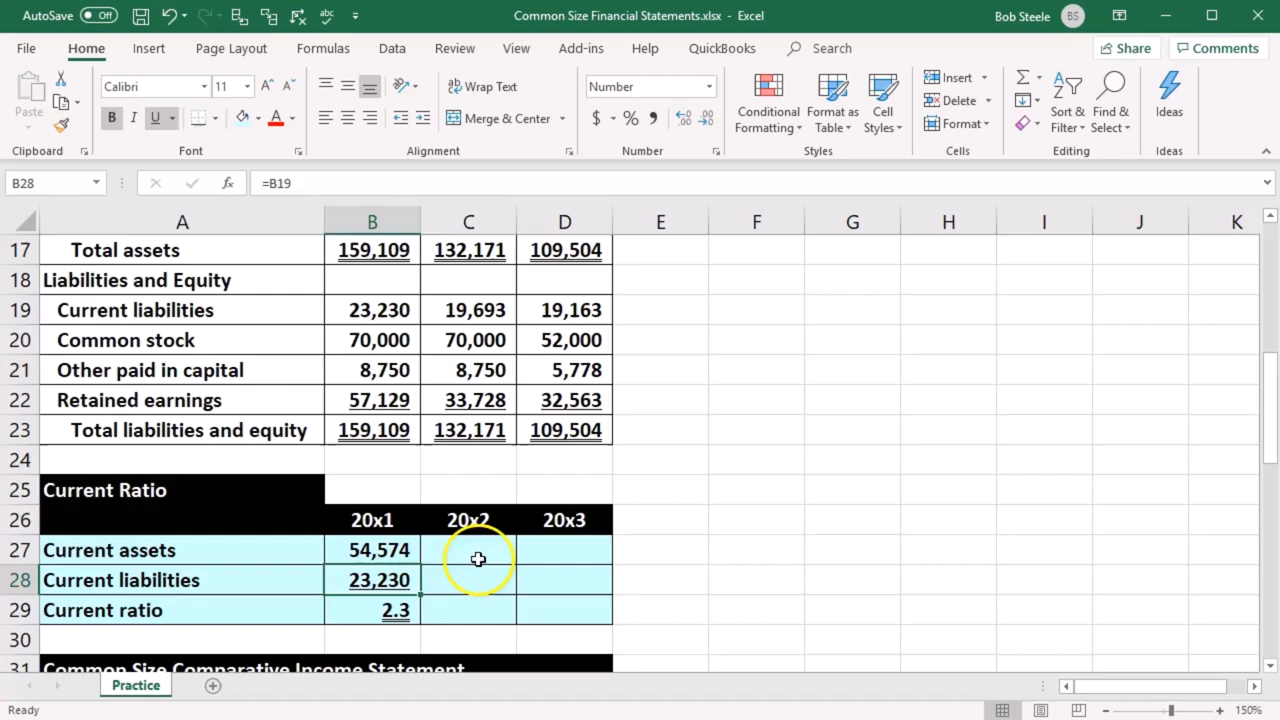 AutoSave Off Common Size Financial Statements.xlsx - Excel Bob Steele BS
File Home Insert Page Layout Formulas Data Review View Add-ins Help QuickBooks Search Share Comments
Paste
Clipboard
Calibri 11 A A
B I U A
Font
Wrap Text
Merge & Center
Alignment
Number
$ % ,
Number
Conditional Formatting
Format as Table
Cell Styles
Styles
Insert
Delete
Format
Cells
Sort & Filter
Find & Select
Editing
Ideas
Ideas
B28 fx =B19
A B C D E F G H I J K
17 Total assets 159,109 132,171 109,504
18 Liabilities and Equity
19 Current liabilities 23,230 19,693 19,163
20 Common stock 70,000 70,000 52,000
21 Other paid in capital 8,750 8,750 5,778
22 Retained earnings 57,129 33,728 32,563
23 Total liabilities and equity 159,109 132,171 109,504
24
25 Current Ratio
26 20x1 20x2 20x3
27 Current assets 54,574
28 Current liabilities 23,230
29 Current ratio 2.3
30
31 Common Size Comparative Income Statement
Practice
Ready 150%